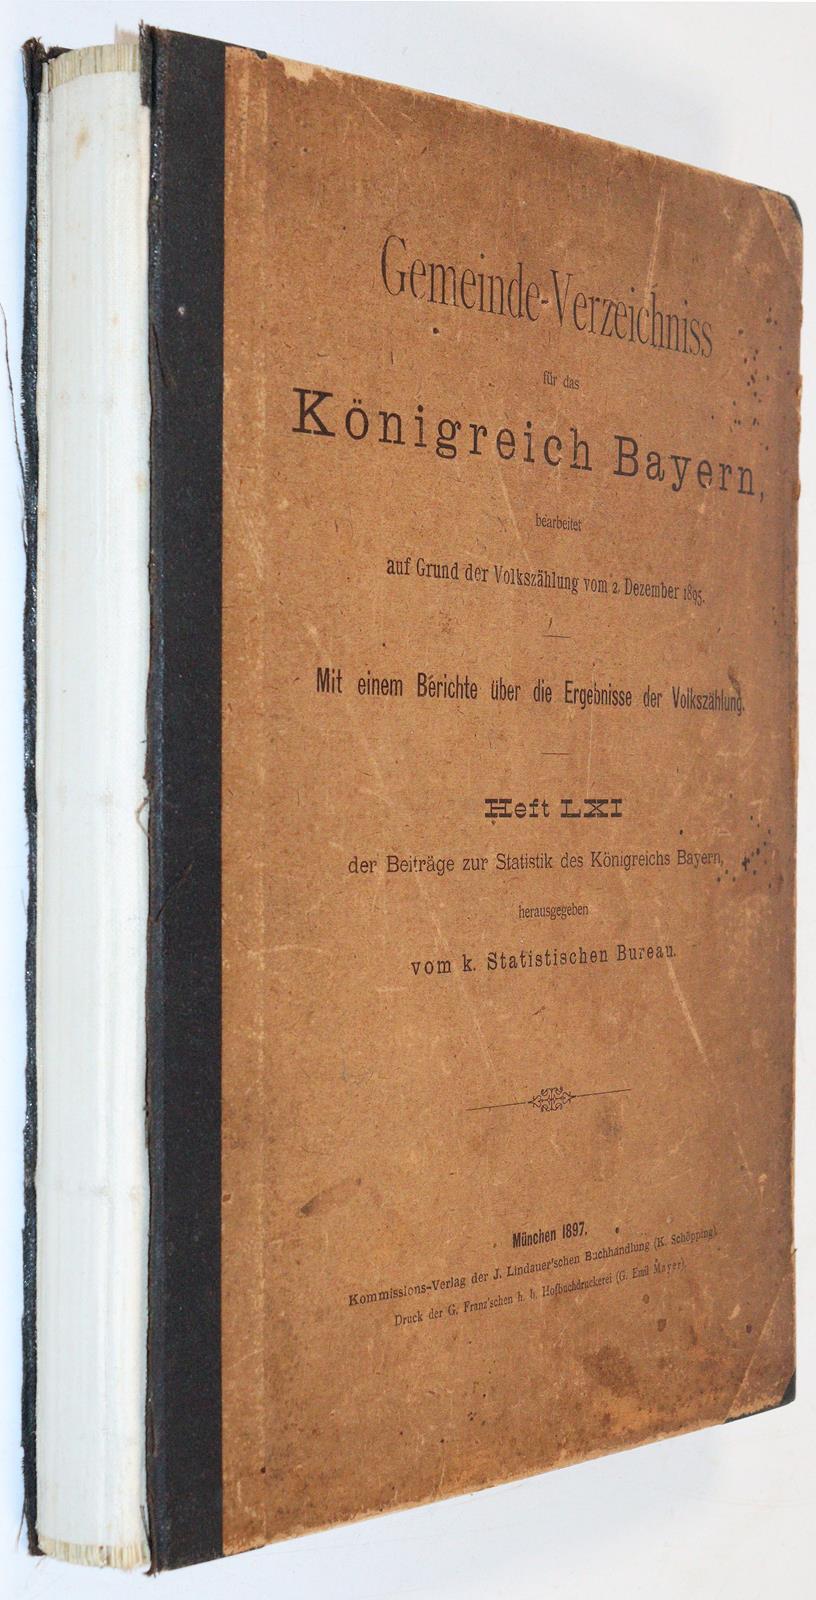 Gemeinde-Verzeichniss
für das
Königreich Bayern,
bearbeitet
auf Grund der Volkszählung vom 2. Dezember 1895.
Mit einem Berichte über die Ergebnisse der Volkszählung.
Heft LXI
der Beiträge zur Statistik des Königreichs Bayern,
herausgegeben
vom k. Statistischen Bureau.
München 1897.
Kommissions-Verlag der J. Lindauer'schen Buchhandlung (K. Schöpping).
Druck der G. Franz'schen h. b. Hofbuchdruckerei (G. Emil Mayer).